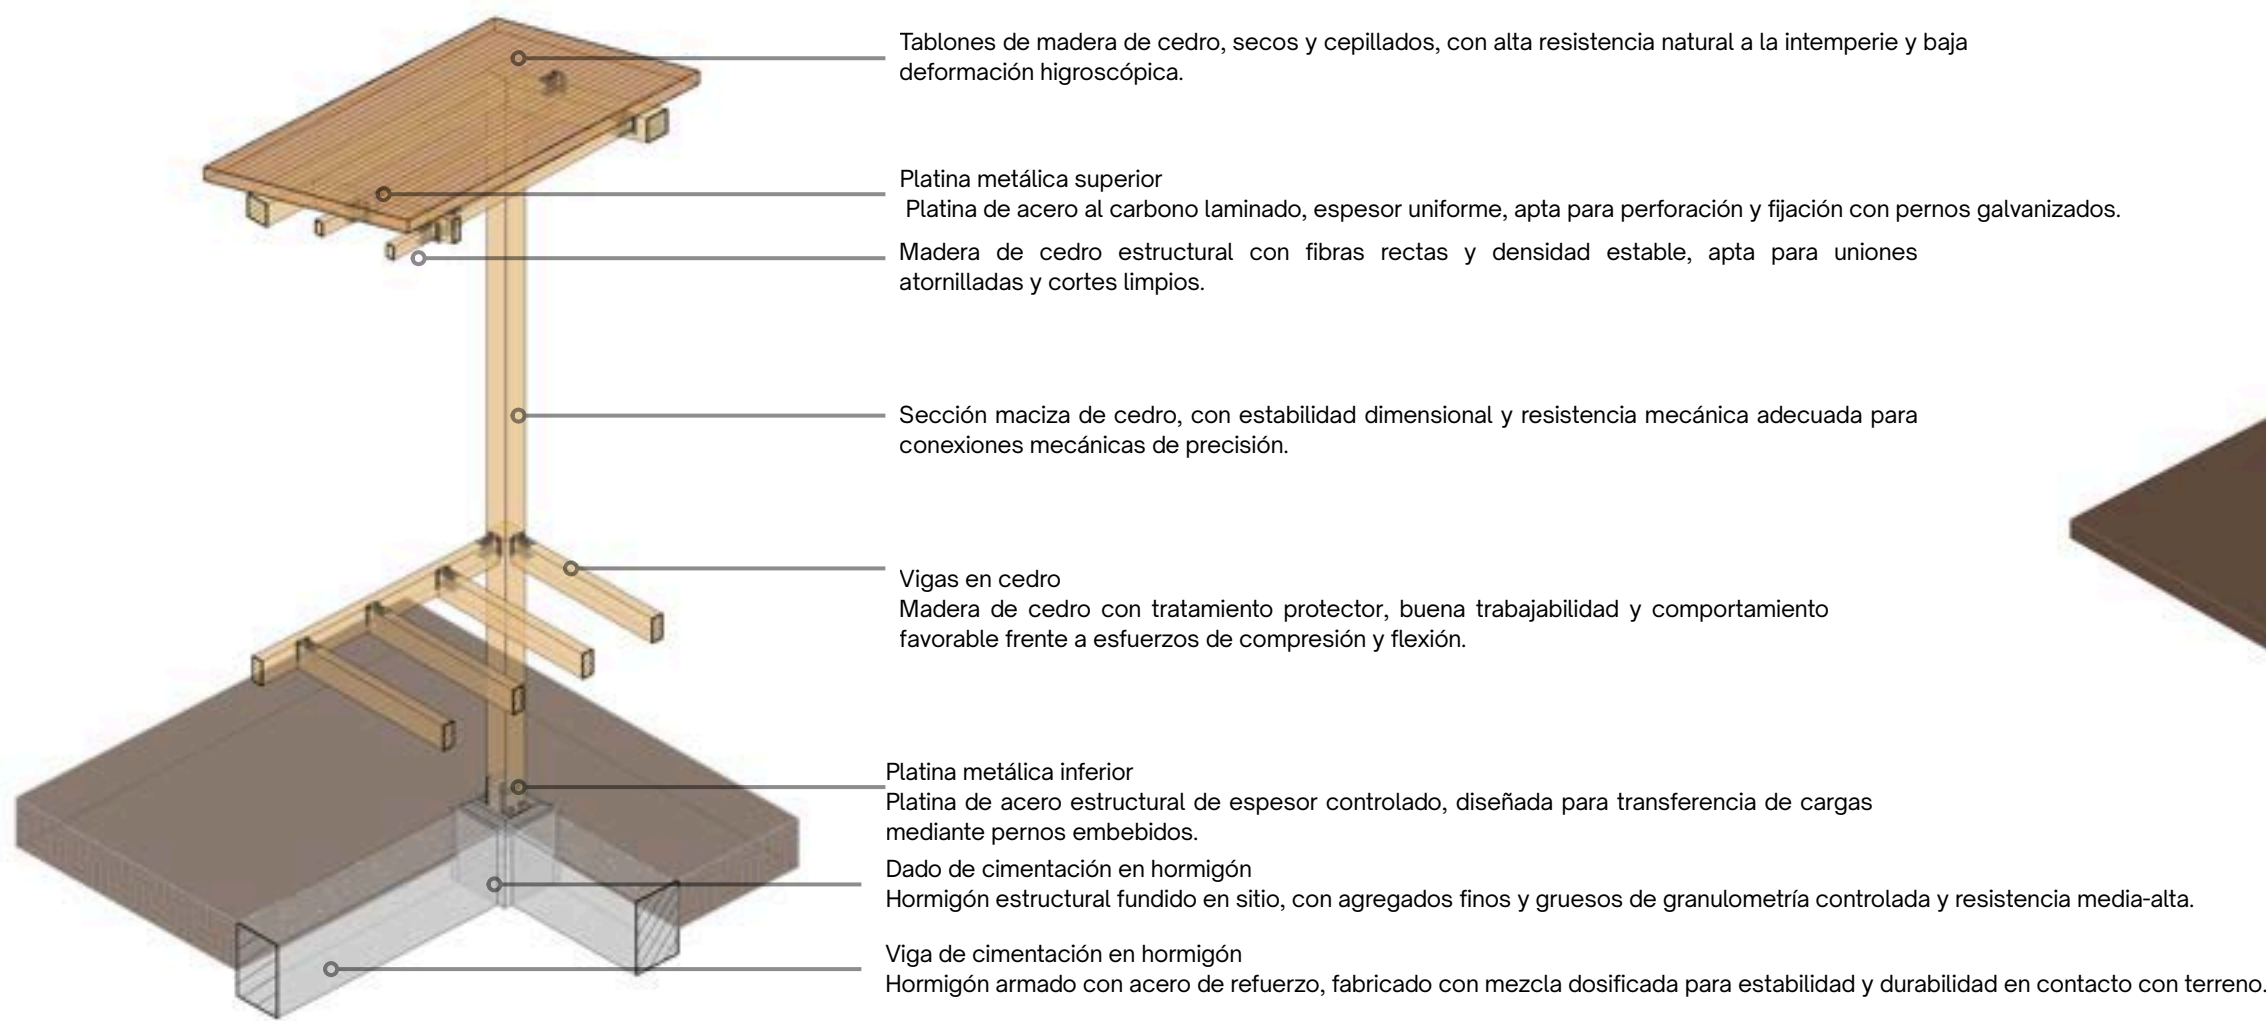 Tablones de madera de cedro, secos y cepillados, con alta resistencia natural a la intemperie y baja
deformación higroscópica.
Platina metálica superior
Platina de acero al carbono laminado, espesor uniforme, apta para perforación y fijación con pernos galvanizados.
Madera de cedro estructural con fibras rectas y densidad estable, apta para uniones
atornilladas y cortes limpios.
Sección maciza de cedro, con estabilidad dimensional y resistencia mecánica adecuada para
conexiones mecánicas de precisión.
Vigas en cedro
Madera de cedro con tratamiento protector, buena trabajabilidad y comportamiento
favorable frente a esfuerzos de compresión y flexión.
Platina metálica inferior
Platina de acero estructural de espesor controlado, diseñada para transferencia de cargas
mediante pernos embebidos.
Dado de cimentación en hormigón
Hormigón estructural fundido en sitio, con agregados finos y gruesos de granulometría controlada y resistencia media-alta.
Viga de cimentación en hormigón
Hormigón armado con acero de refuerzo, fabricado con mezcla dosificada para estabilidad y durabilidad en contacto con terreno.